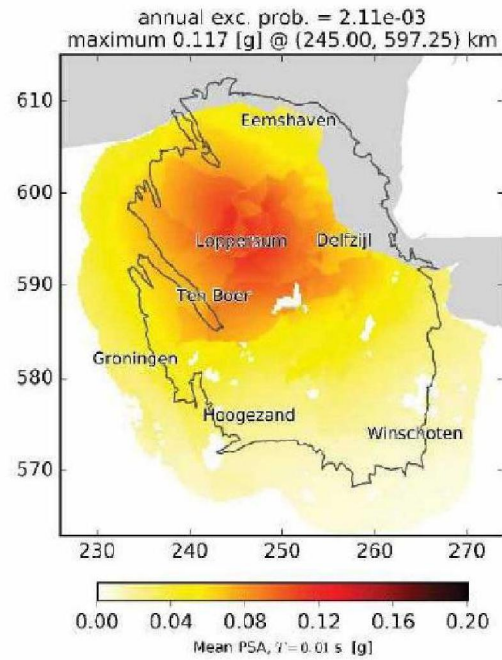 annual exc. prob. = 2.11e-03
maximum 0.117 [g] @ (245.00, 597.25) km
610
Eemshaven
600
Loppersum Delfzijl
590
Ten Boer
Groningen
580
Hoogezand
Winschoten
570
230 240 250 260 270
0.00 0.04 0.08 0.12 0.16 0.20
Mean PSA, T = 0.01 s [g]